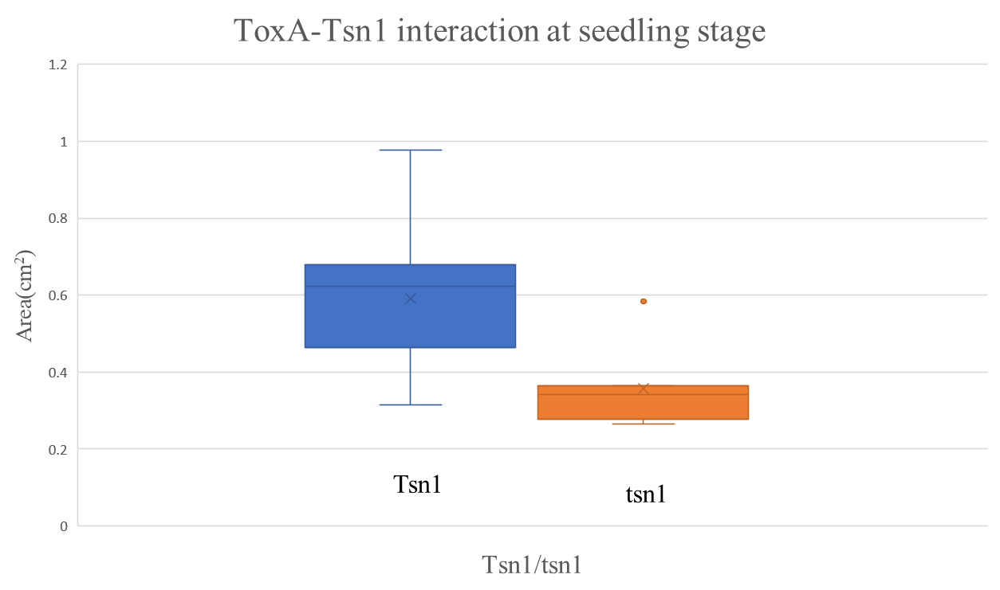 ToxA-Tsn1 interaction at seedling stage
1.2
1
0.8
0.6
0.4
0.2
0
Area(cm²)
Tsn1
tsn1
Tsn1/tsn1